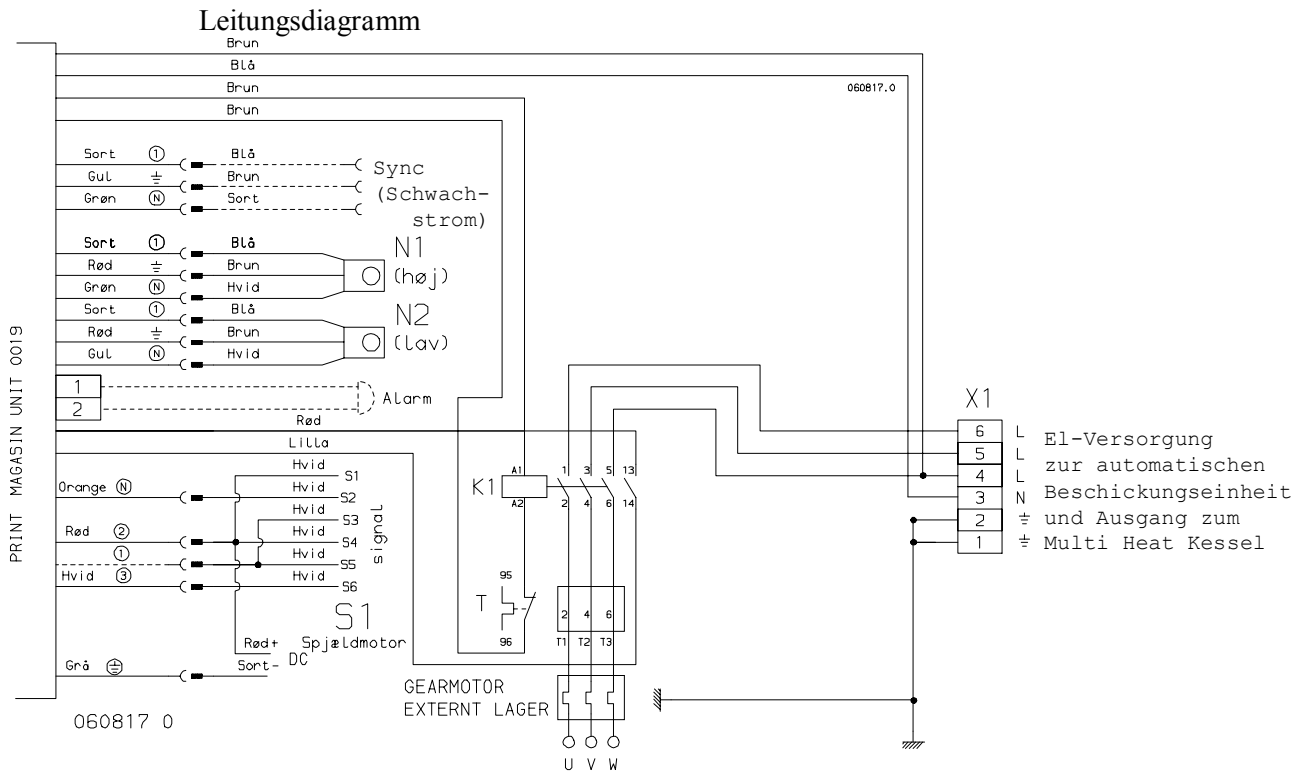 Leitungsdiagramm
Brun
Blå
Brun
060817.0
Brun
Sort 1 Blå
Gul Brun
Grøn N Sort
Sync
(Schwach-
strom)
Sort 1 Blå
Rød Brun
Grøn N Hvid
N1
(høj)
Sort 1 Blå
Rød Brun
Gul N Hvid
N2
(lav)
PRINT MAGASIN UNIT 0019
1
2
Alarm
Rød
Lilla
Hvid S1
Orange N Hvid S2
Hvid S3
Rød 2 Hvid S4
1 Hvid S5
Hvid 3 Hvid S6
signal
S1
Spjældmotor
Rød+
DC
Sort-
Grå
060817 0
K1
A1 1 3 5 13
A2 2 4 6 14
95
T
96
2 4 6
T1 T2 T3
GEARMOTOR
EXTERNT LAGER
U V W
X1
6 L
5 L
4 L
3 N
2
1
El-Versorgung
zur automatischen
Beschickungseinheit
und Ausgang zum
Multi Heat Kessel